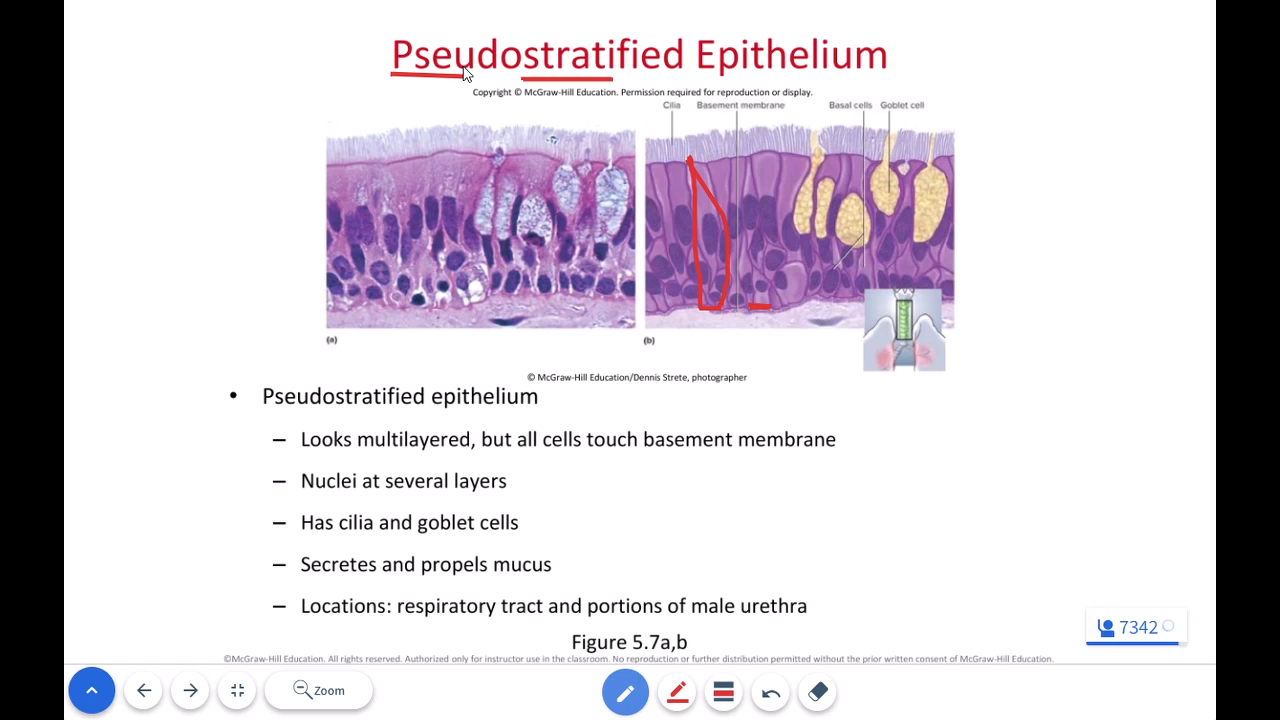 Pseudostratified Epithelium
Copyright © McGraw-Hill Education. Permission required for reproduction or display.
Cilia Basement membrane Basal cells Goblet cell
(a) (b)
© McGraw-Hill Education/Dennis Strete, photographer
• Pseudostratified epithelium
– Looks multilayered, but all cells touch basement membrane
– Nuclei at several layers
– Has cilia and goblet cells
– Secretes and propels mucus
– Locations: respiratory tract and portions of male urethra
7342
Figure 5.7a,b
©McGraw-Hill Education. All rights reserved. Authorized only for instructor use in the classroom. No reproduction or further distribution permitted without the prior written consent of McGraw-Hill Education.
Zoom